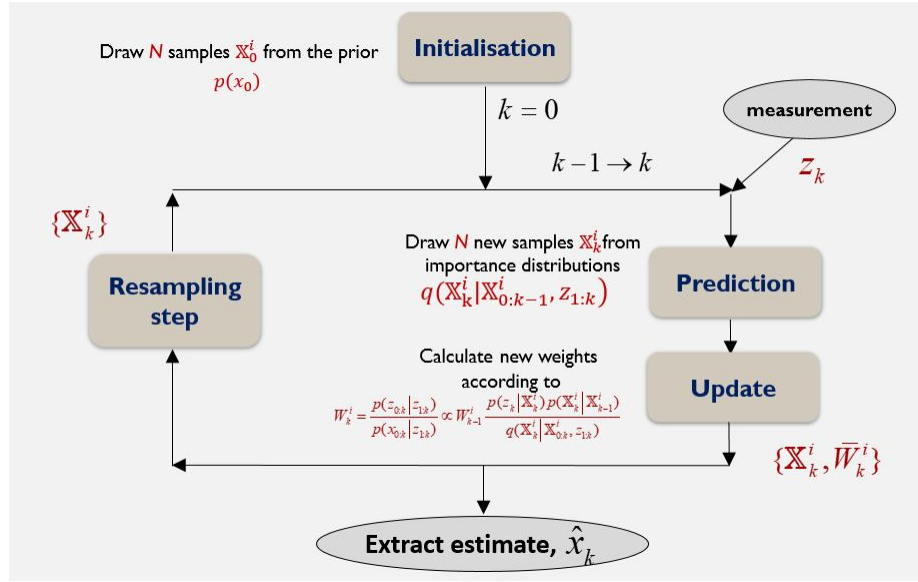 Initialisation
Draw N samples 𝕏₀ⁱ from the prior
p(x₀)
k = 0
measurement
k − 1 → k
z_k
{𝕏_kⁱ}
Draw N new samples 𝕏_kⁱ from
importance distributions
q(𝕏_kⁱ|𝕏_{0:k−1}ⁱ, z_{1:k})
Prediction
Resampling
step
Calculate new weights
according to
W_kⁱ = p(z_{0:k}|z_{1:k}) / p(x_{0:k}|z_{1:k}) ∝ W_{k−1}ⁱ p(z_k|𝕏_kⁱ) p(𝕏_kⁱ|𝕏_{k−1}ⁱ) / q(𝕏_kⁱ|𝕏_{0:k}ⁱ, z_{1:k})
Update
{𝕏_kⁱ, W̄_kⁱ}
Extract estimate, x̂_k